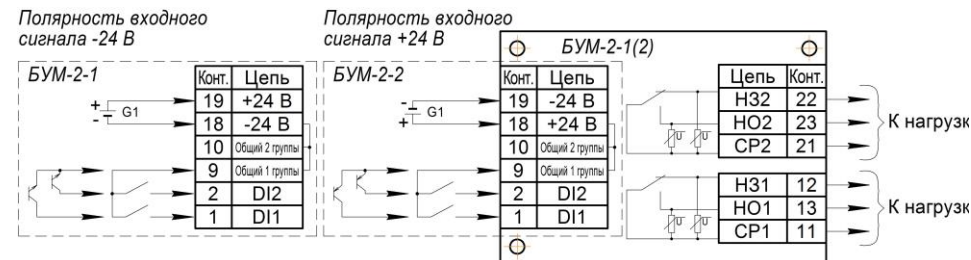 Полярность входного
сигнала -24 В
БУМ-2-1
Конт. Цепь
+ G1 19 +24 В
- 18 -24 В
10 Общий 2 группы
9 Общий 1 группы
2 DI2
1 DI1
Полярность входного
сигнала +24 В
БУМ-2-2
Конт. Цепь
- G1 19 -24 В
+ 18 +24 В
10 Общий 2 группы
9 Общий 1 группы
2 DI2
1 DI1
БУМ-2-1(2)
Цепь Конт.
НЗ2 22
НО2 23
U U СР2 21
К нагрузк
НЗ1 12
НО1 13
U U СР1 11
К нагрузк